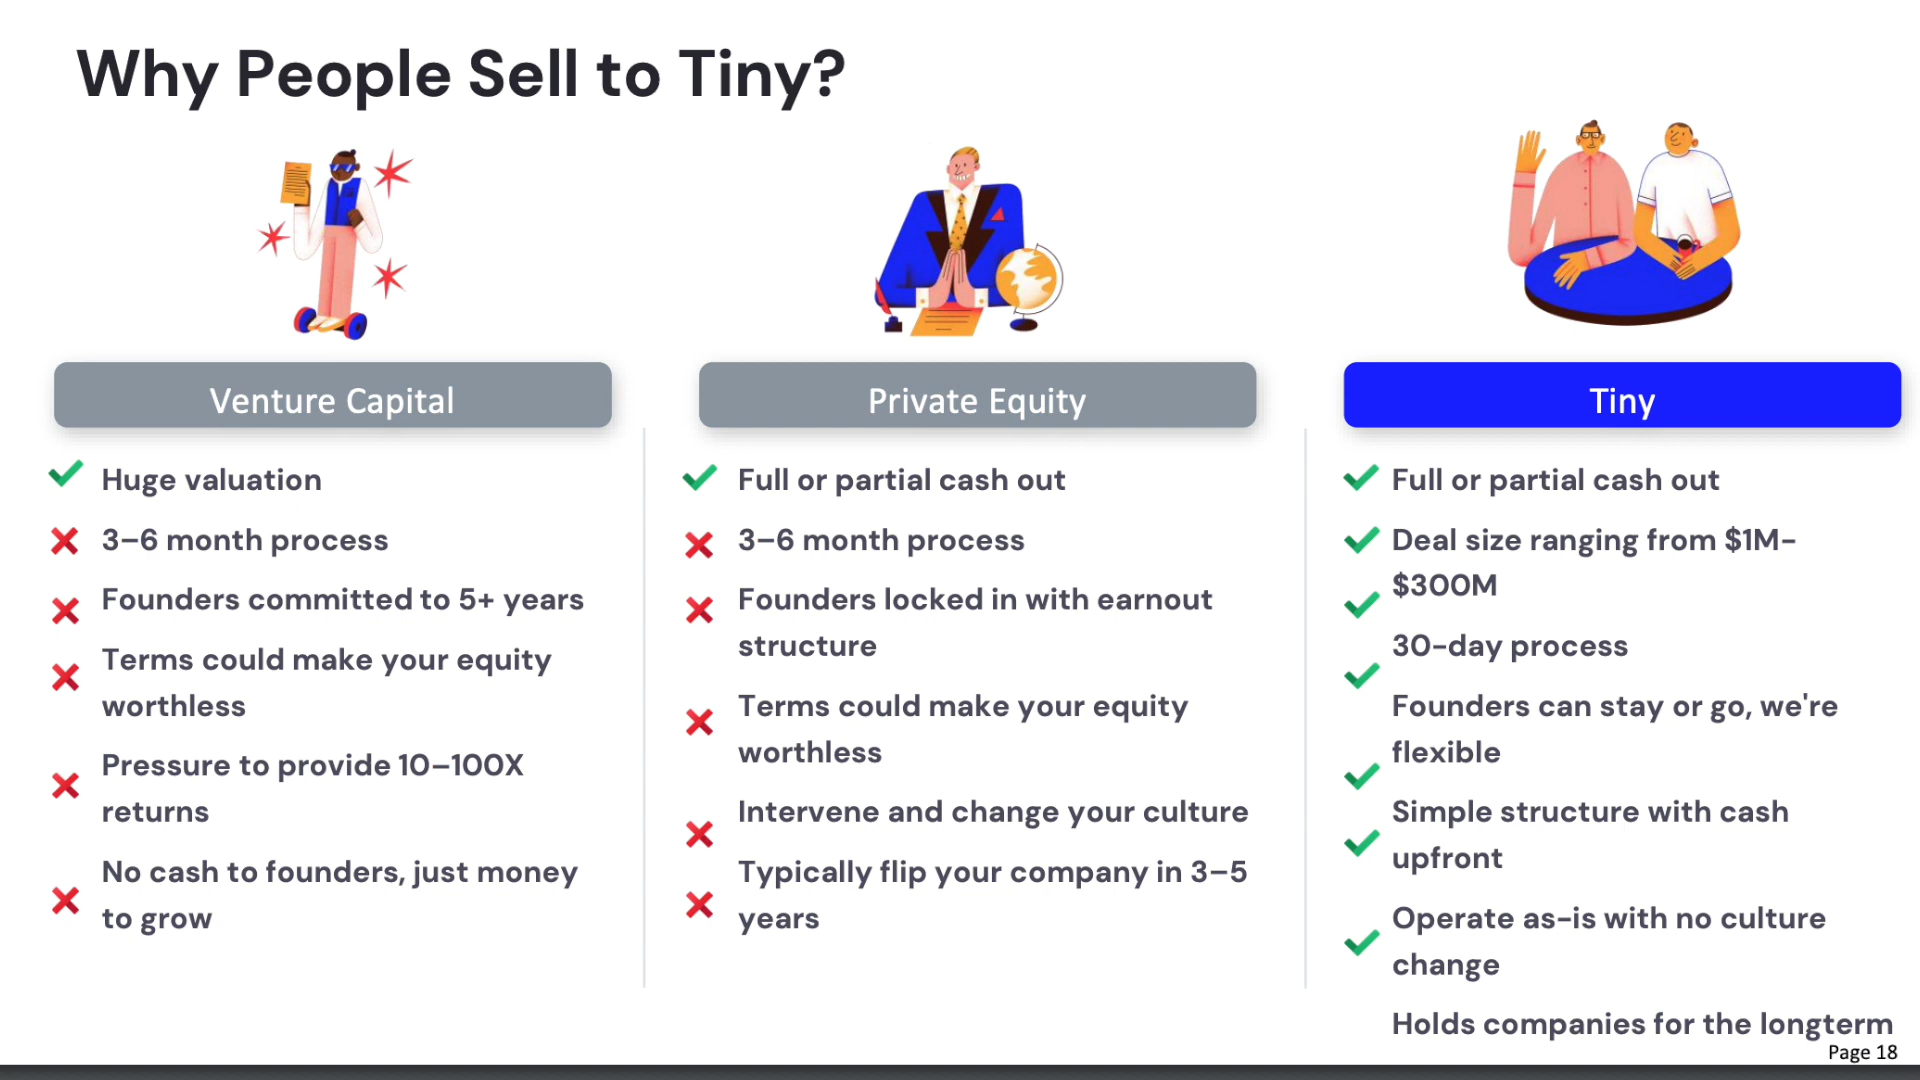 Why People Sell to Tiny?
Venture Capital
Huge valuation
3–6 month process
Founders committed to 5+ years
Terms could make your equity
worthless
Pressure to provide 10–100X
returns
No cash to founders, just money
to grow
Private Equity
Full or partial cash out
3–6 month process
Founders locked in with earnout
structure
Terms could make your equity
worthless
Intervene and change your culture
Typically flip your company in 3–5
years
Tiny
Full or partial cash out
Deal size ranging from $1M-
$300M
30-day process
Founders can stay or go, we're
flexible
Simple structure with cash
upfront
Operate as-is with no culture
change
Holds companies for the longterm
Page 18